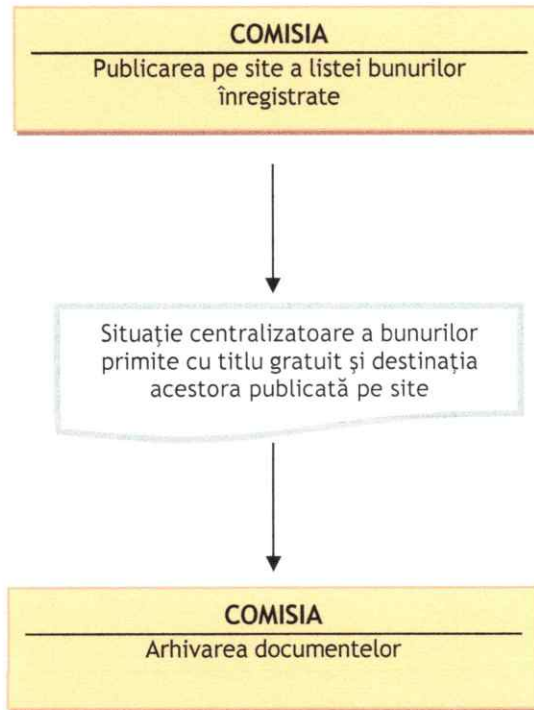 COMISIA
Publicarea pe site a listei bunurilor
înregistrate
Situație centralizatoare a bunurilor
primite cu titlu gratuit şi destinația
acestora publicată pe site
COMISIA
Arhivarea documentelor